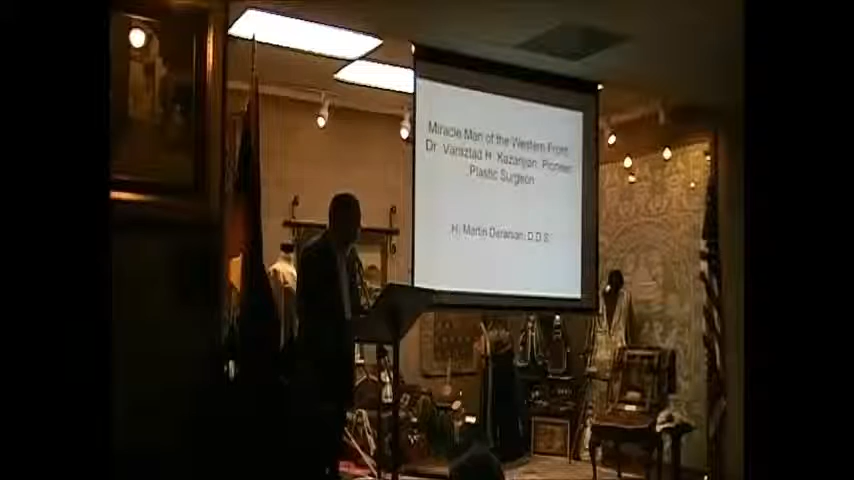 Miracle Man of the Western Front,
Dr. Varaztad H. Kazanjian, Pioneer
Plastic Surgeon
H. Martin Deranian, D.D.S.